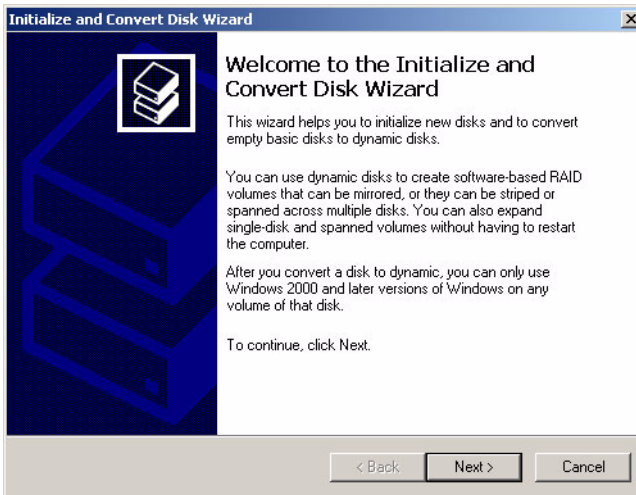 Initialize and Convert Disk Wizard
Welcome to the Initialize and
Convert Disk Wizard
This wizard helps you to initialize new disks and to convert
empty basic disks to dynamic disks.
You can use dynamic disks to create software-based RAID
volumes that can be mirrored, or they can be striped or
spanned across multiple disks. You can also expand
single-disk and spanned volumes without having to restart
the computer.
After you convert a disk to dynamic, you can only use
Windows 2000 and later versions of Windows on any
volume of that disk.
To continue, click Next.
< Back Next > Cancel